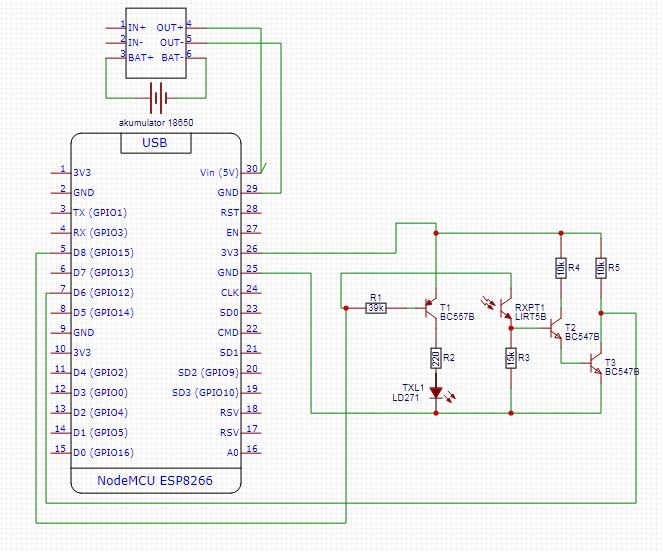 1 IN+ OUT+ 4
2 IN- OUT- 5
3 BAT+ BAT- 6
akumulator 18650
USB
1 3V3 Vin (5V) 30
2 GND GND 29
3 TX (GPIO1) RST 28
4 RX (GPIO3) EN 27
5 D8 (GPIO15) 3V3 26
6 D7 (GPIO13) GND 25
7 D6 (GPIO12) CLK 24
8 D5 (GPIO14) SD0 23
9 GND CMD 22
10 3V3 SD1 21
11 D4 (GPIO2) SD2 (GPIO9) 20
12 D3 (GPIO0) SD3 (GPIO10) 19
13 D2 (GPIO4) RSV 18
14 D1 (GPIO5) RSV 17
15 D0 (GPIO16) A0 16
NodeMCU ESP8266
10k R4
10k R5
R1
39k
T1
BC557B
RXPT1
LIRT5B
T2
BC547B
220 R2
15k R3
T3
BC547B
TXL1
LD271